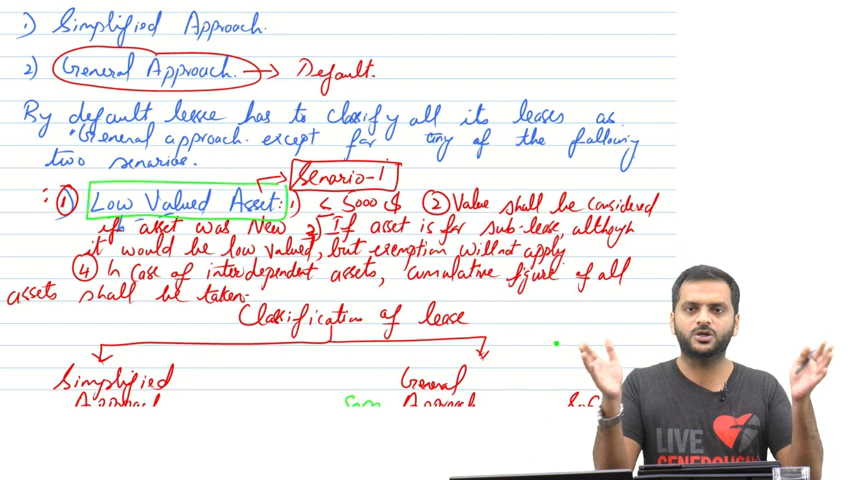 1) Simplified Approach.
2) General Approach. → Default.
By default lessee has to classify all its leases as
General approach except for any of the following
two senarios.
① Low Valued Asset: Senario-1 1) < 5000 $ ② Value shall be considered
if asset was New 3) If asset is for sub-lease, although
it would be low valued, but exemption will not apply
④ In case of interdependent assets, cumulative figure of all
assets shall be taken.
Classification of lease
Simplified General
Approach Approach
LIVE
GENEROUSLY